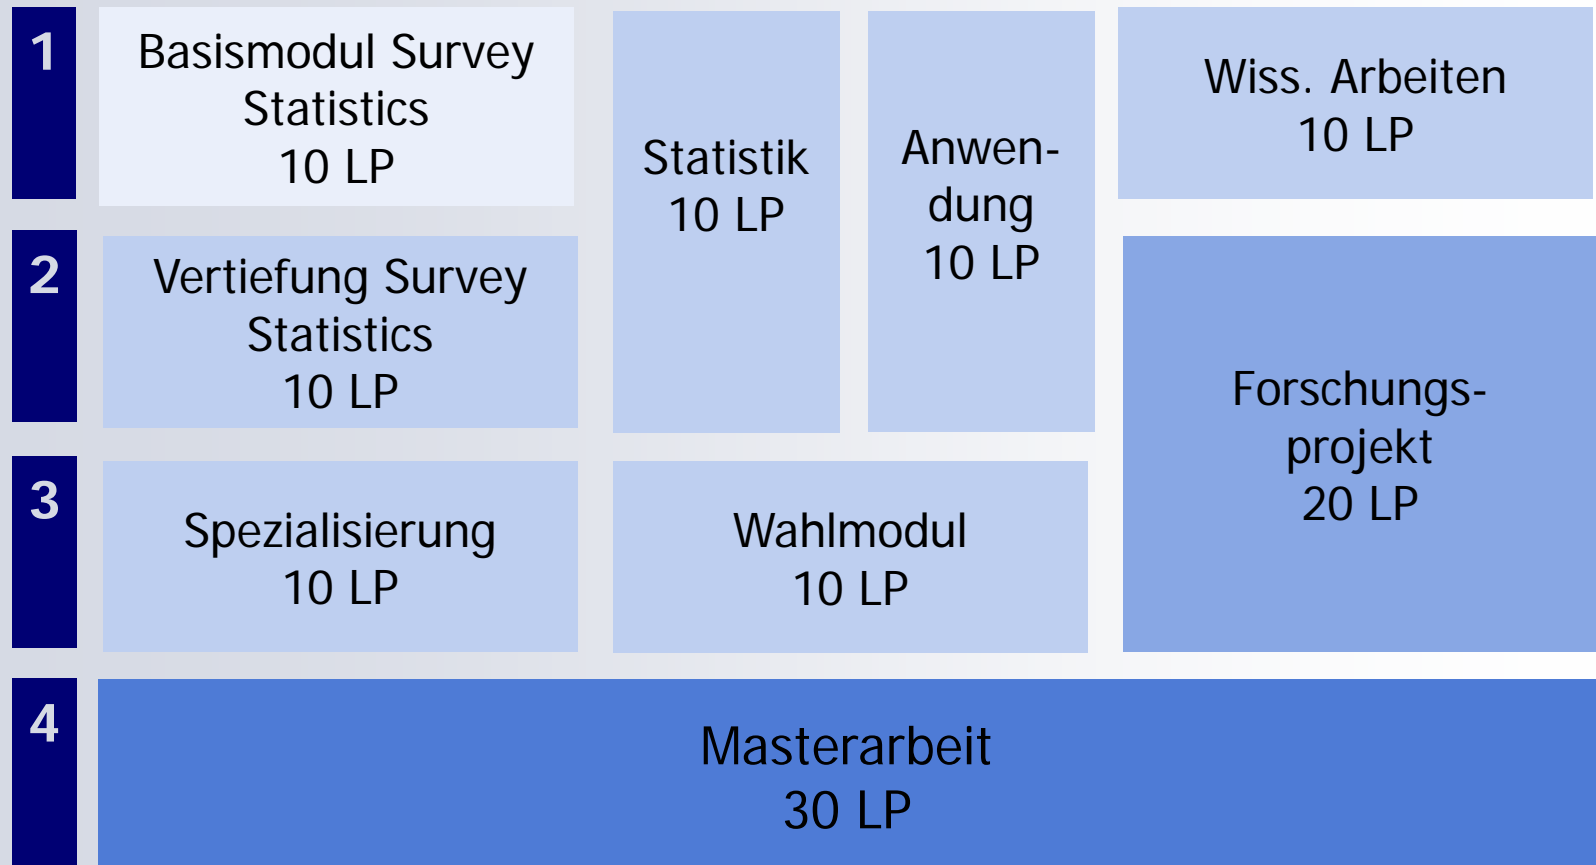 1
Basismodul Survey
Statistics
10 LP
Statistik
10 LP
Anwen-
dung
10 LP
Wiss. Arbeiten
10 LP
2
Vertiefung Survey
Statistics
10 LP
Forschungs-
projekt
20 LP
3
Spezialisierung
10 LP
Wahlmodul
10 LP
4
Masterarbeit
30 LP